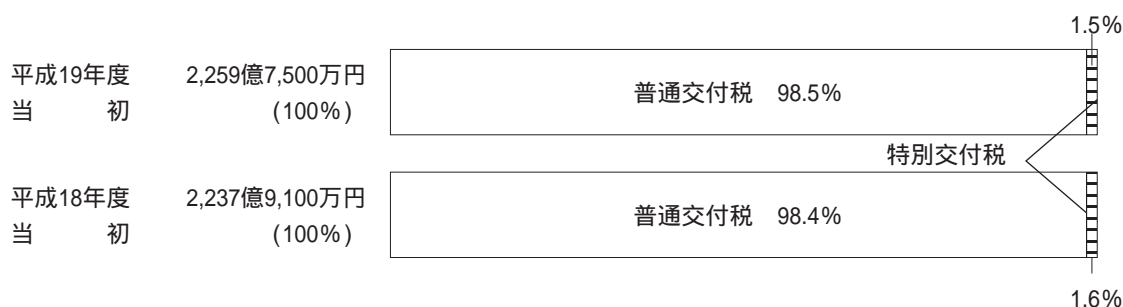 1.5%
平成19年度 2,259億7,500万円 普通交付税 98.5%
当 初 (100%)
特別交付税
平成18年度 2,237億9,100万円 普通交付税 98.4%
当 初 (100%)
1.6%